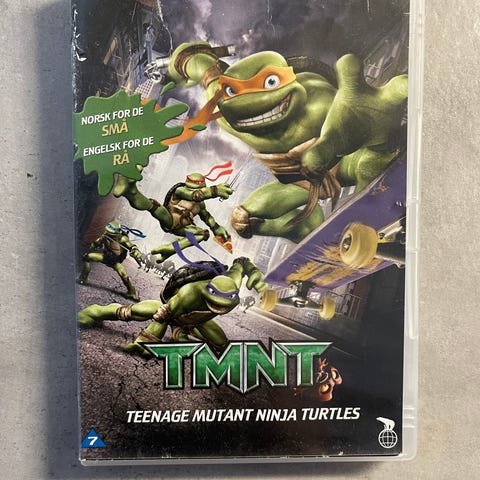 NORSK FOR DE
SMÅ
ENGELSK FOR DE
RÅ
TMNT
TEENAGE MUTANT NINJA TURTLES
7